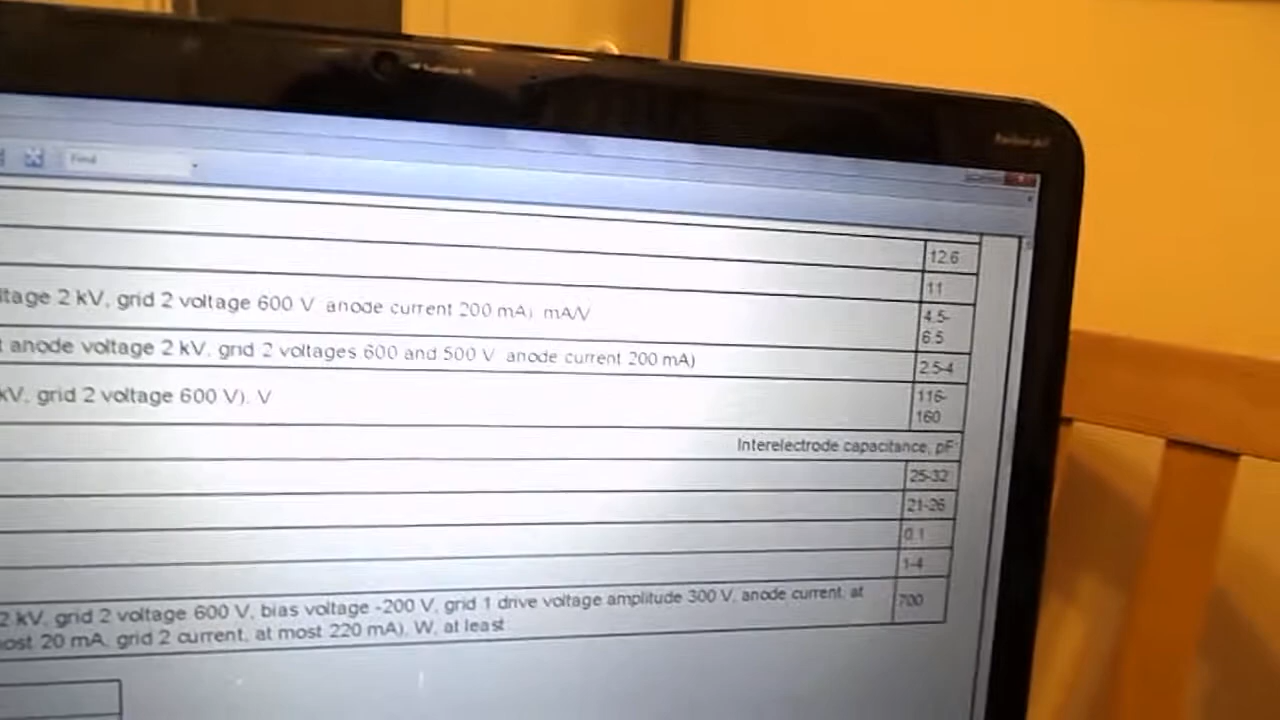 Find
12.6
11
ltage 2 kV, grid 2 voltage 600 V anode current 200 mA) mA/V
4.5-
6.5
t anode voltage 2 kV. grid 2 voltages 600 and 500 V anode current 200 mA)
2.5-4
kV, grid 2 voltage 600 V). V
116-
160
Interelectrode capacitance, pF
25-32
21-26
0.1
1-4
2 kV, grid 2 voltage 600 V, bias voltage -200 V, grid 1 drive voltage amplitude 300 V, anode current, at
ost 20 mA, grid 2 current, at most 220 mA), W, at least
700